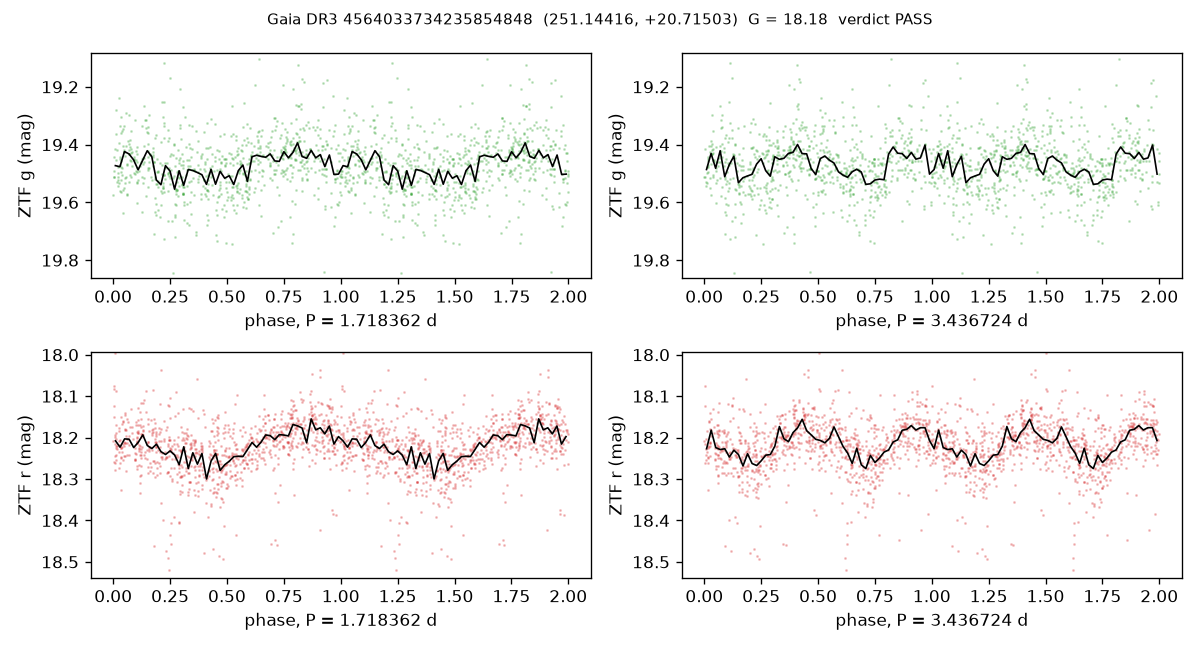 Gaia DR3 4564033734235854848 (251.14416, +20.71503) G = 18.18 verdict PASS
ZTF g (mag)
19.2
19.4
19.6
19.8
0.00 0.25 0.50 0.75 1.00 1.25 1.50 1.75 2.00
phase, P = 1.718362 d
ZTF g (mag)
19.2
19.4
19.6
19.8
0.00 0.25 0.50 0.75 1.00 1.25 1.50 1.75 2.00
phase, P = 3.436724 d
ZTF r (mag)
18.0
18.1
18.2
18.3
18.4
18.5
0.00 0.25 0.50 0.75 1.00 1.25 1.50 1.75 2.00
phase, P = 1.718362 d
ZTF r (mag)
18.0
18.1
18.2
18.3
18.4
18.5
0.00 0.25 0.50 0.75 1.00 1.25 1.50 1.75 2.00
phase, P = 3.436724 d